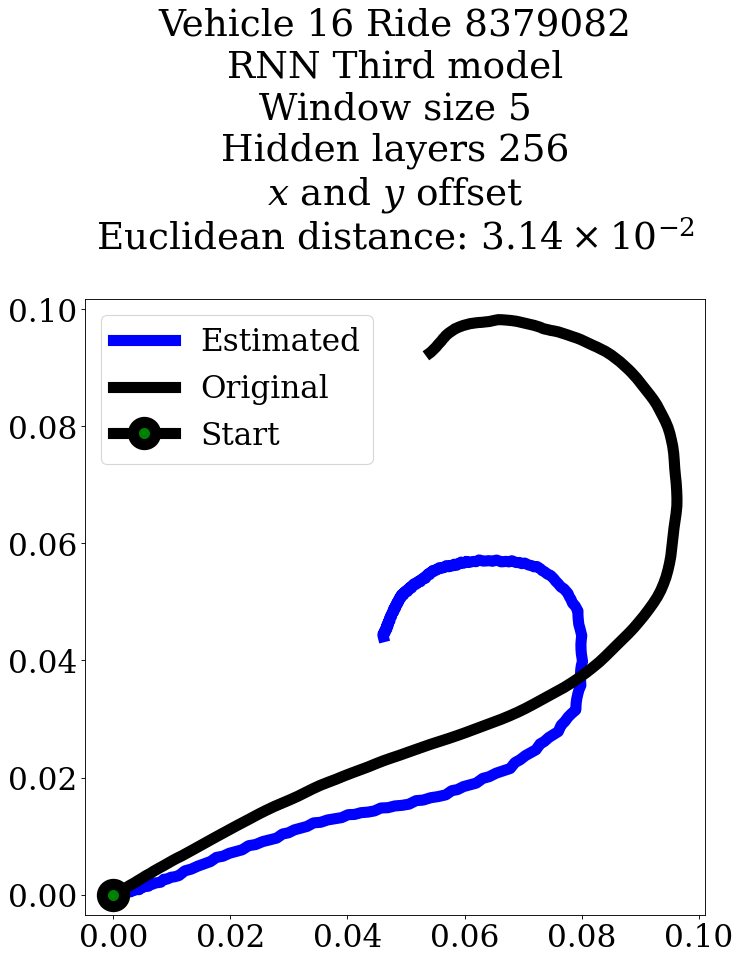 Vehicle 16 Ride 8379082
RNN Third model
Window size 5
Hidden layers 256
x and y offset
Euclidean distance: 3.14 × 10⁻²
0.10
0.08
0.06
0.04
0.02
0.00
Estimated
Original
Start
0.00 0.02 0.04 0.06 0.08 0.10